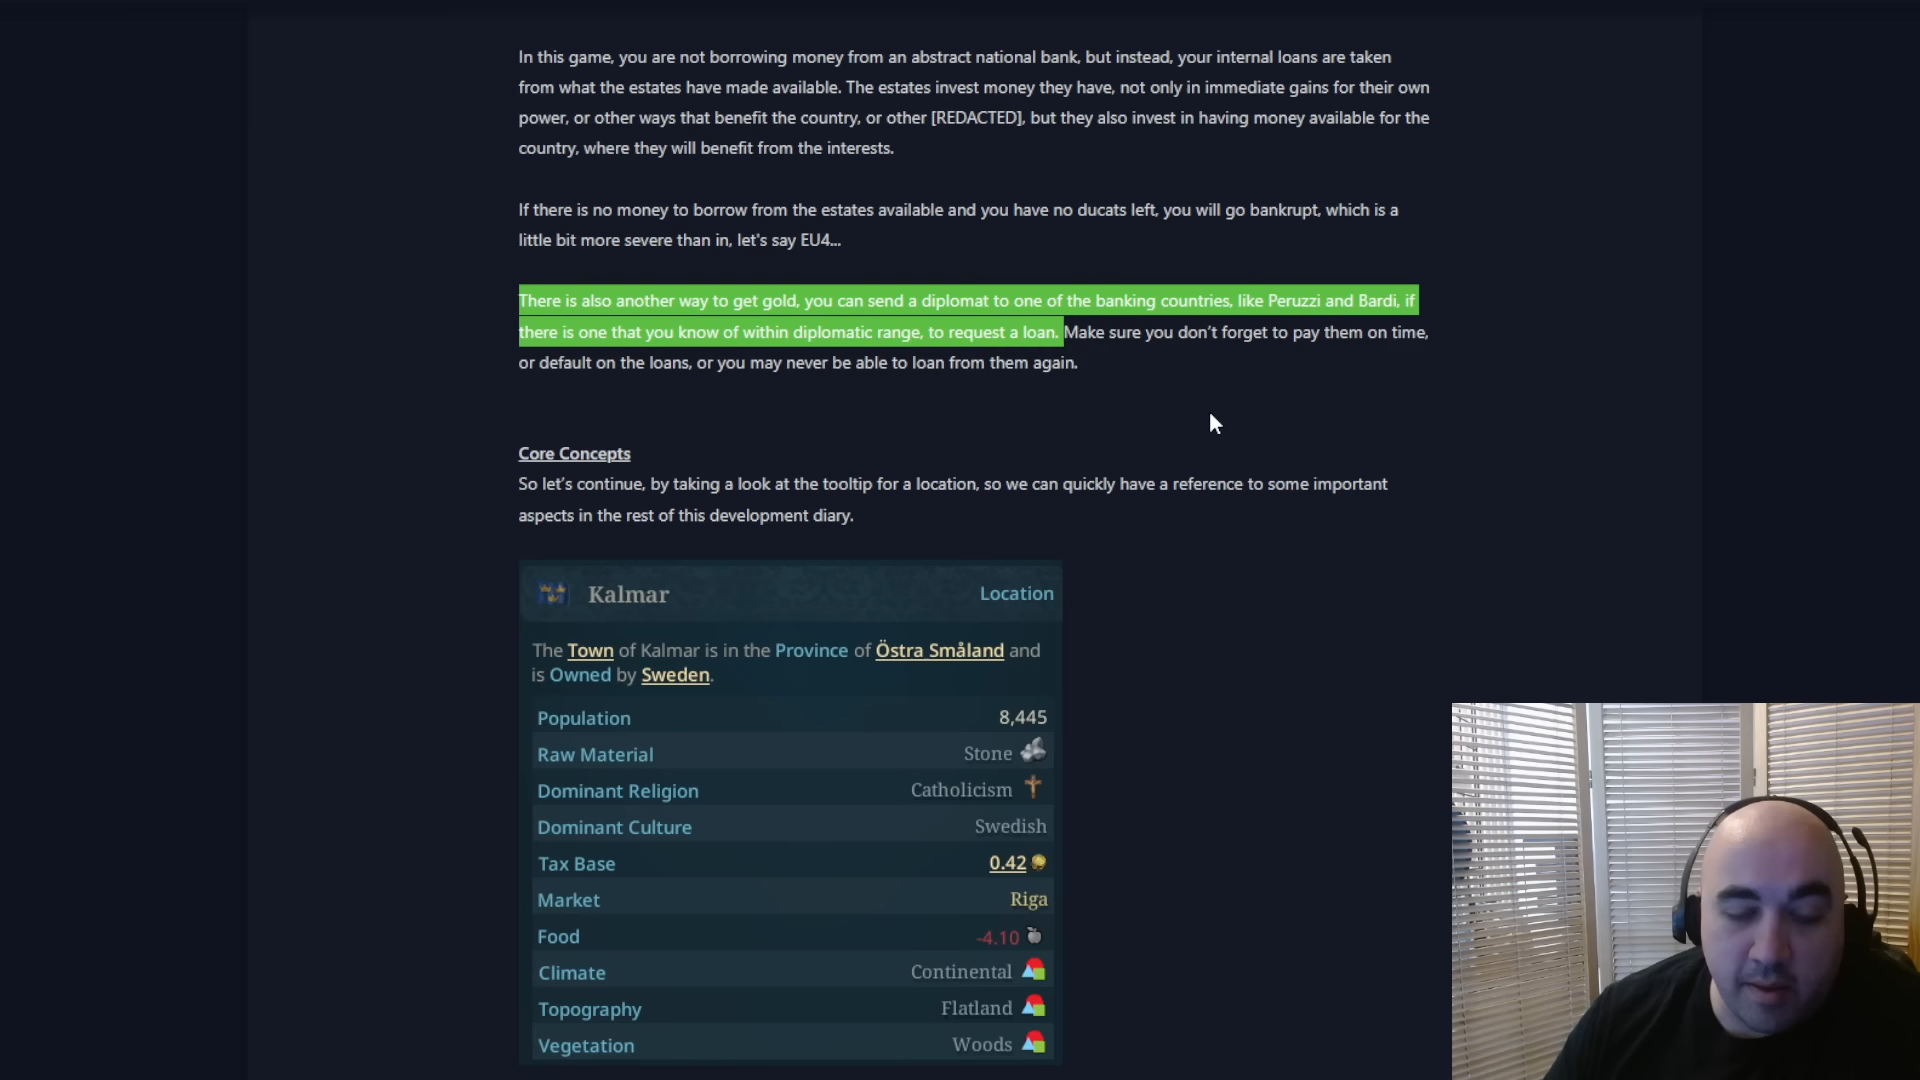 In this game, you are not borrowing money from an abstract national bank, but instead, your internal loans are taken
from what the estates have made available. The estates invest money they have, not only in immediate gains for their own
power, or other ways that benefit the country, or other [REDACTED], but they also invest in having money available for the
country, where they will benefit from the interests.
If there is no money to borrow from the estates available and you have no ducats left, you will go bankrupt, which is a
little bit more severe than in, let's say EU4...
There is also another way to get gold, you can send a diplomat to one of the banking countries, like Peruzzi and Bardi, if
there is one that you know of within diplomatic range, to request a loan. Make sure you don’t forget to pay them on time,
or default on the loans, or you may never be able to loan from them again.
Core Concepts
So let’s continue, by taking a look at the tooltip for a location, so we can quickly have a reference to some important
aspects in the rest of this development diary.
Kalmar Location
The Town of Kalmar is in the Province of Östra Småland and
is Owned by Sweden.
Population 8,445
Raw Material Stone
Dominant Religion Catholicism
Dominant Culture Swedish
Tax Base 0.42
Market Riga
Food -4.10
Climate Continental
Topography Flatland
Vegetation Woods